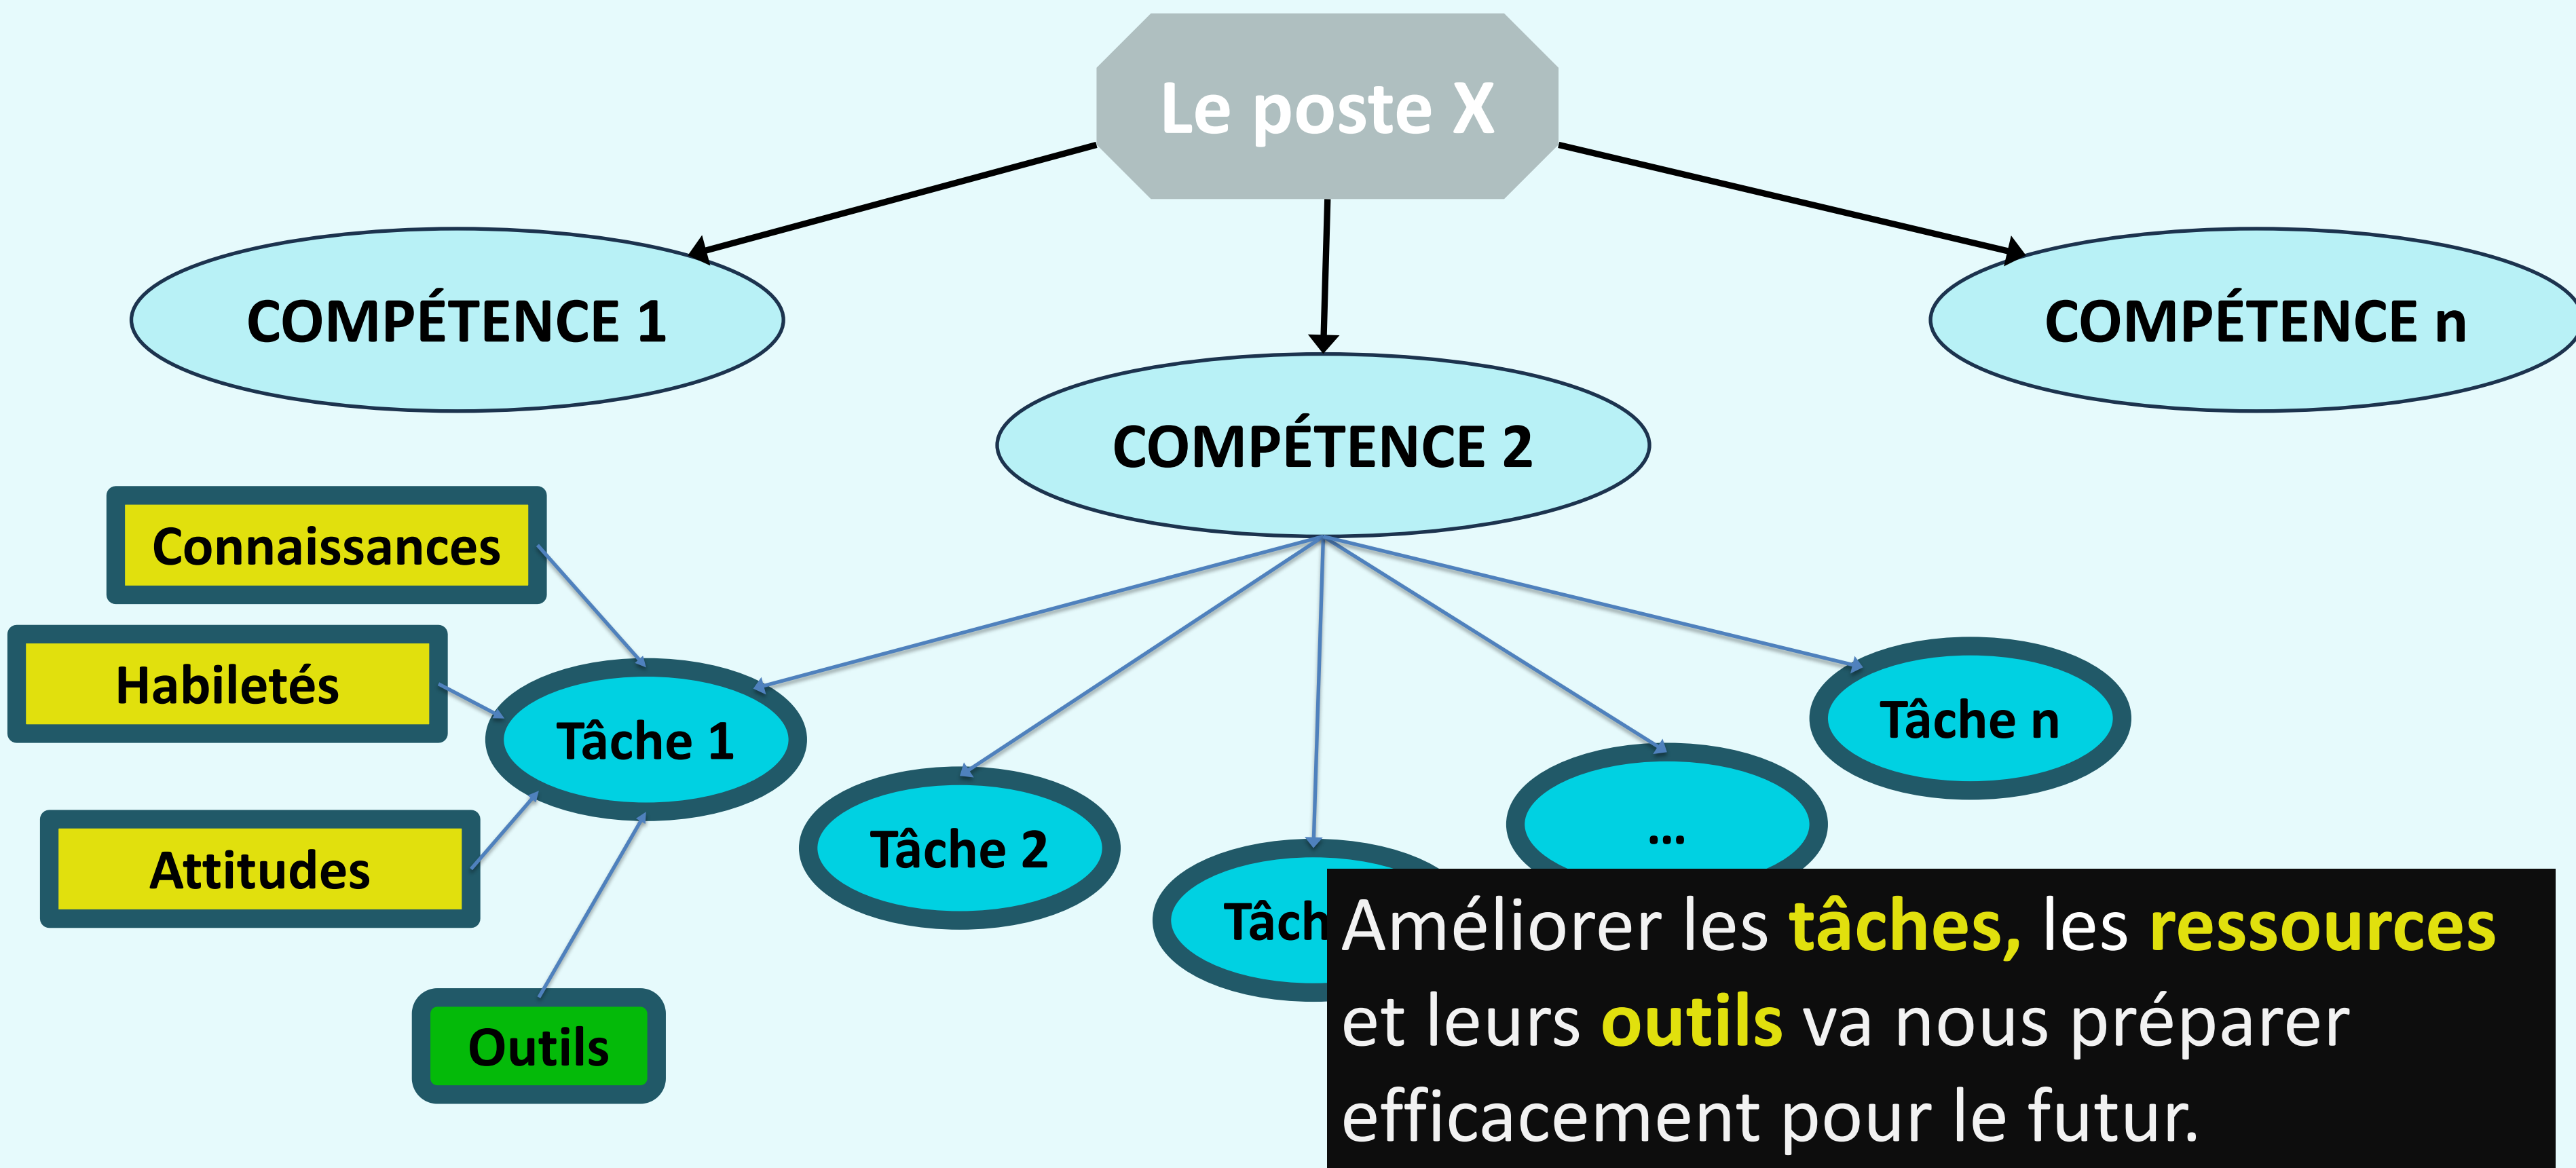 Le poste X
COMPÉTENCE 1
COMPÉTENCE n
COMPÉTENCE 2
Connaissances
Habiletés
Attitudes
Outils
Tâche 1
Tâche 2
...
Tâche n
Améliorer les tâches, les ressources
et leurs outils va nous préparer
efficacement pour le futur.